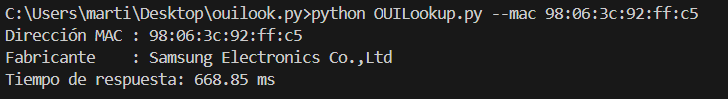 C:\Users\marti\Desktop\ouilook.py>python OUILookup.py --mac 98:06:3c:92:ff:c5
Dirección MAC : 98:06:3c:92:ff:c5
Fabricante    : Samsung Electronics Co.,Ltd
Tiempo de respuesta: 668.85 ms